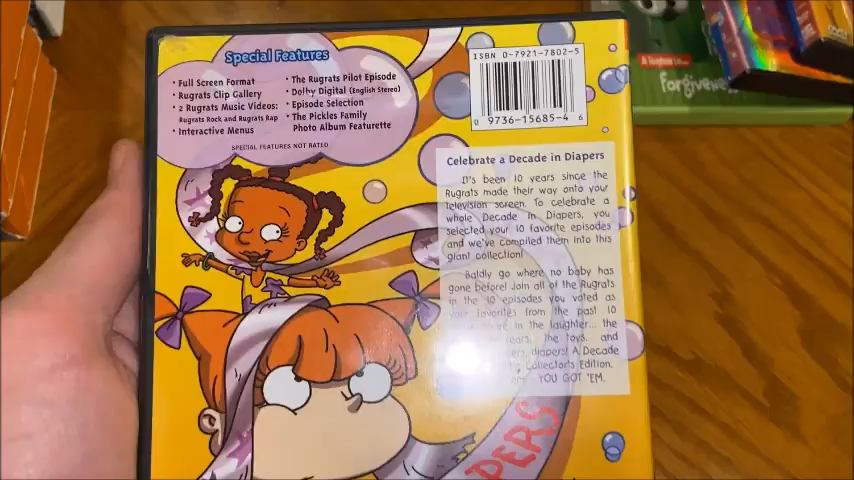 Special Features
• Full Screen Format
• Rugrats Clip Gallery
• 2 Rugrats Music Videos:
Rugrats Rock and Rugrats Rap
• Interactive Menus
• The Rugrats Pilot Episode
• Dolby Digital (English Stereo)
• Episode Selection
• The Pickles Family
Photo Album Featurette
SPECIAL FEATURES NOT RATED
ISBN 0-7921-7802-5
0 9736-15685-4 6
Celebrate a Decade in Diapers
It's been 10 years since the
Rugrats made their way onto your
television screen. To celebrate a
whole Decade in Diapers, you
selected your 10 favorite episodes
and we've compiled them into this
giant collection!
Baldly go where no baby has
gone before! Join all of the Rugrats
in the 10 episodes you voted as
your favorites from the past 10
in the laughter... the
the toys... and
diapers! A Decade
Collector's Edition.
YOU GOT 'EM.
PERS
Forgiveness